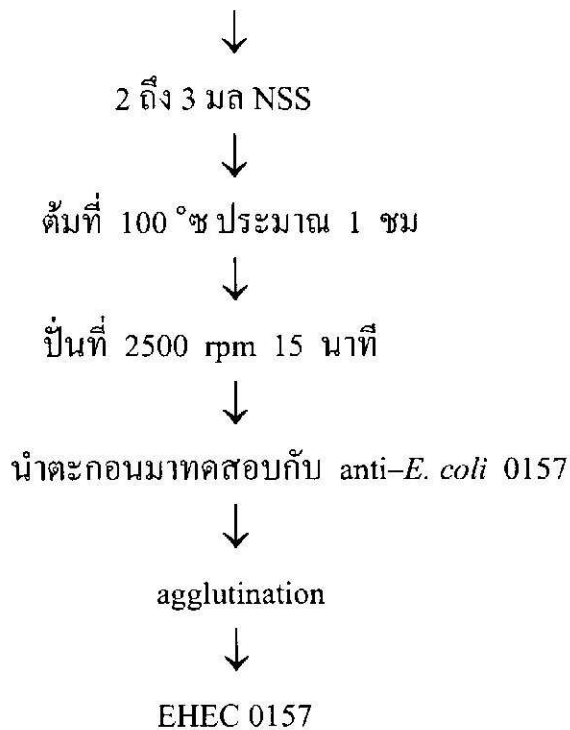 ↓
2 ถึง 3 มล NSS
↓
ต้มที่ 100 °ซ ประมาณ 1 ชม
↓
ปั่นที่ 2500 rpm 15 นาที
↓
นำตะกอนมาทดสอบกับ anti–E. coli 0157
↓
agglutination
↓
EHEC 0157